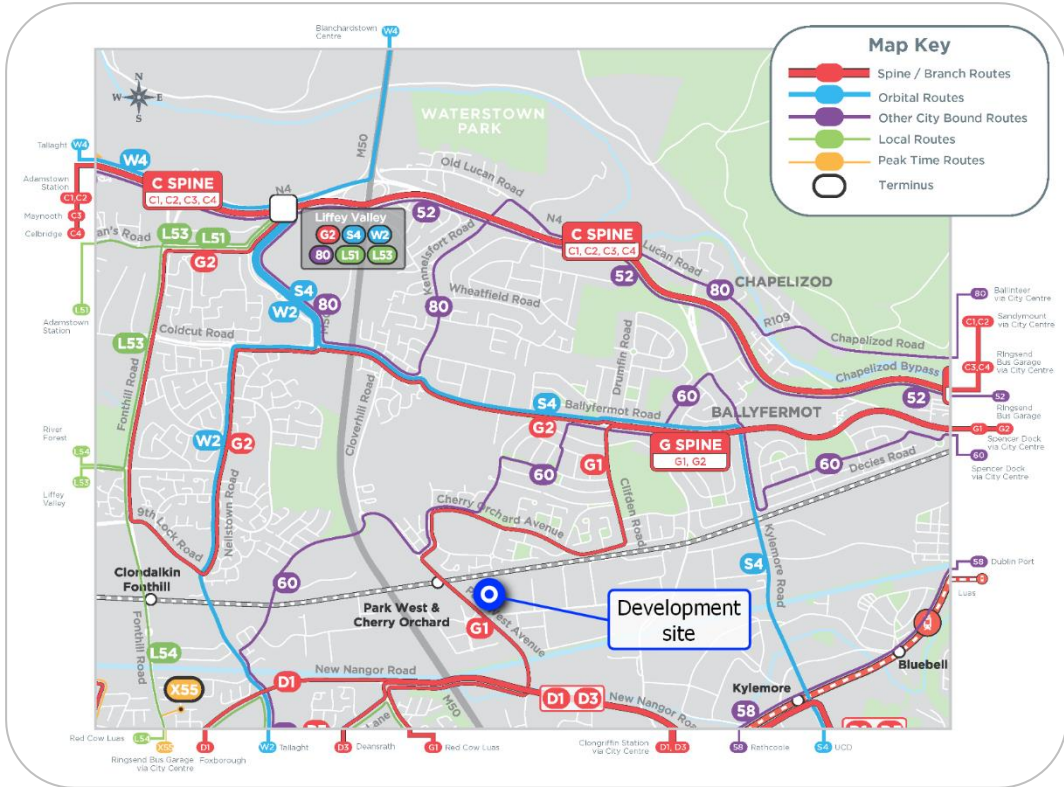 Map Key
Spine / Branch Routes
Orbital Routes
Other City Bound Routes
Local Routes
Peak Time Routes
Terminus
Blanchardstown
Centre
W4
N
W
E
S
WATERSTOWN
PARK
M50
Old Lucan Road
Tallaght
W4
W4
Adamstown
Station
C1,C2
Maynooth
C3
Celbridge
C4
C SPINE
C1, C2, C3, C4
N4
Liffey Valley
G2
S4
W2
80
L51
L53
52
N4
C SPINE
C1, C2, C3, C4
Lucan Road
CHAPELIZOD
an's Road
L53
L51
G2
Kennelsfort Road
52
80
80
Ballinteer
via City Centre
S4
W2
80
M50
Wheatfield Road
80
R109
Chapelizod Road
C1,C2
Sandymount
via City Centre
L51
Adamstown
Station
Coldcut Road
L53
Drumfin Road
Chapelizod Bypass
C3,C4
Ringsend
Bus Garage
via City Centre
Fonthill Road
Cloverhill Road
60
52
52
Ringsend
Bus Garage
S4
Ballyfermot Road
BALLYFERMOT
G2
W2
G2
G SPINE
G1, G2
G1
G2
Spencer Dock
via City Centre
River
Forest
L54
L53
Liffey
Valley
G1
60
60
Decies Road
60
Spencer Dock
via City Centre
Neilstown Road
9th Lock Road
Cherry Orchard Avenue
Clifden Road
Kylemore Road
S4
Clondalkin
Fonthill
60
Park West &
Cherry Orchard
58
Dublin Port
Luas
G1
Development
site
Fonthill Road
L54
New Nangor Road
Bluebell
X55
D1
D1
D3
New Nangor Road
Kylemore
58
Lane
M50
L54
Red Cow Luas
X55
Ringsend Bus Garage
via City Centre
D1
Foxborough
W2
Tallaght
D3
Deansrath
G1
Red Cow Luas
Clongriffin Station
via City Centre
D1, D3
58
Rathcoole
S4
UCD